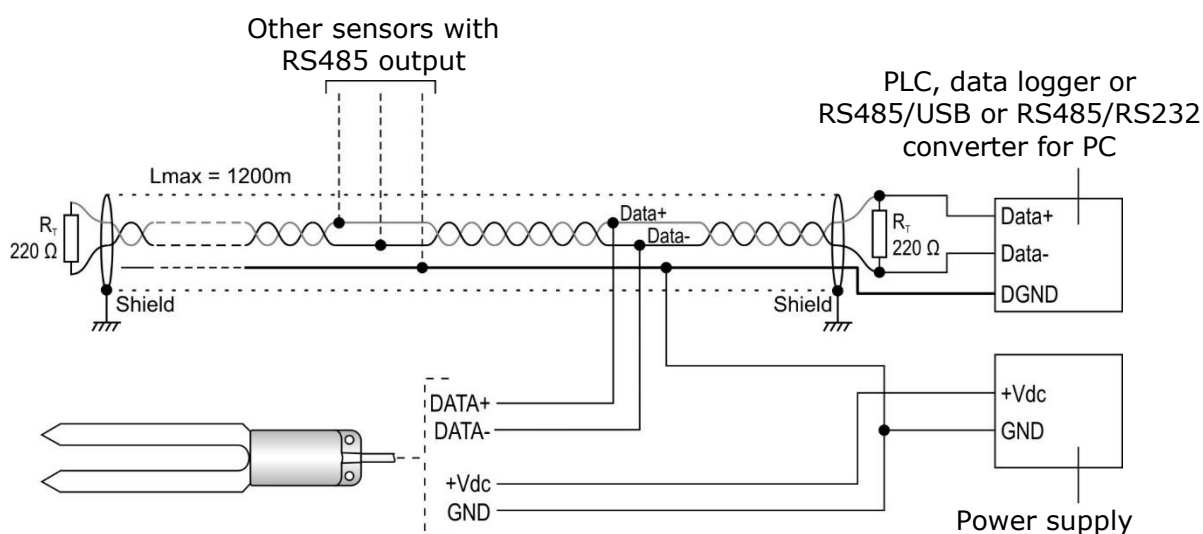 Other sensors with
RS485 output
PLC, data logger or
RS485/USB or RS485/RS232
converter for PC
Lmax = 1200m
RT
220 Ω
Data+
Data-
RT
220 Ω
Data+
Data-
DGND
Shield
Shield
DATA+
DATA-
+Vdc
GND
+Vdc
GND
Power supply